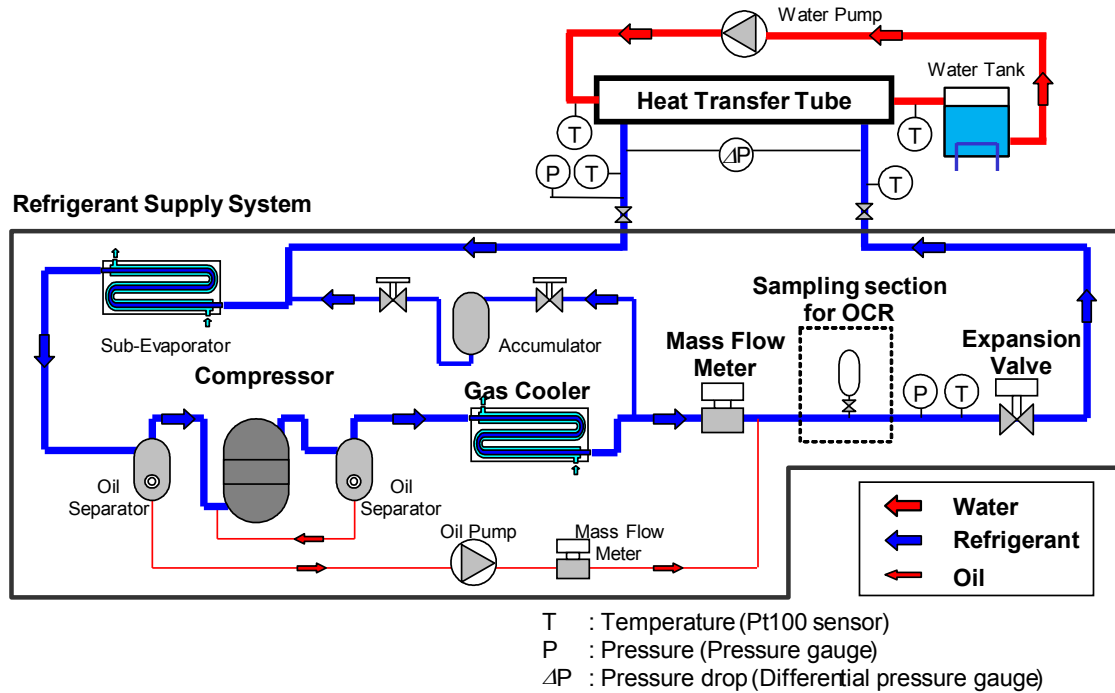 Water Pump
Water Tank
Heat Transfer Tube
T
T
ΔP
P
T
T
Refrigerant Supply System
Sampling section
for OCR
Sub-Evaporator
Accumulator
Mass Flow
Meter
Expansion
Valve
Compressor
Gas Cooler
P
T
Oil
Separator
Oil
Separator
Oil Pump
Mass Flow
Meter
Water
Refrigerant
Oil
T : Temperature (Pt100 sensor)
P : Pressure (Pressure gauge)
ΔP : Pressure drop (Differential pressure gauge)